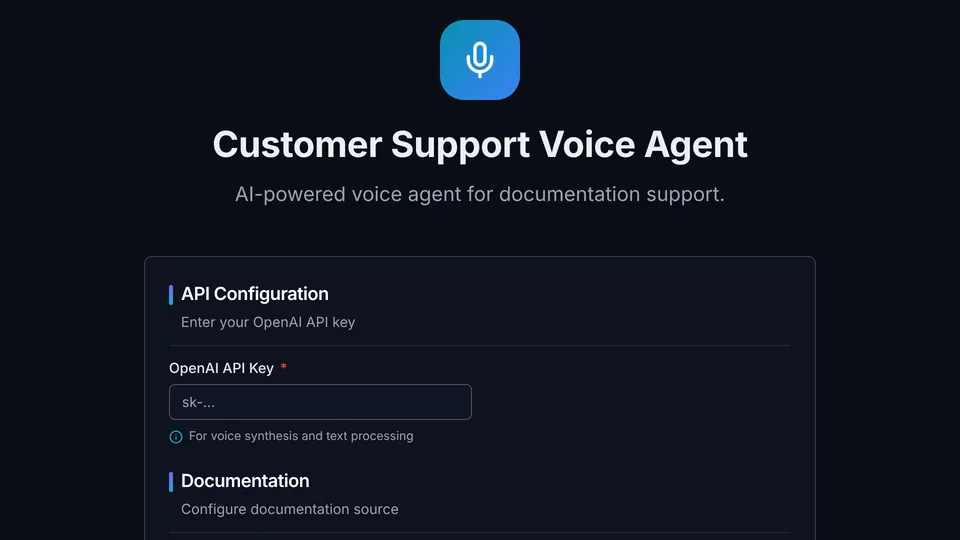 Customer Support Voice Agent
AI-powered voice agent for documentation support.
API Configuration
Enter your OpenAI API key
OpenAI API Key *
sk-...
For voice synthesis and text processing
Documentation
Configure documentation source